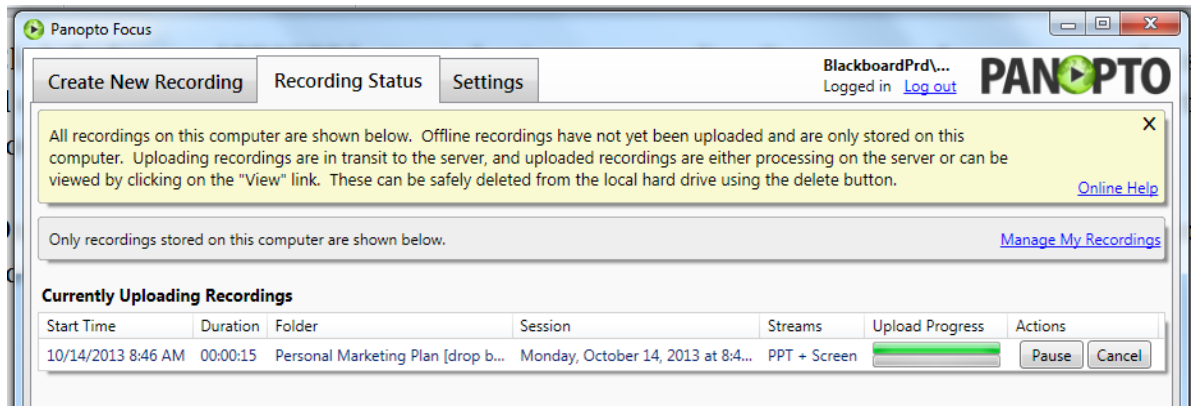 Panopto Focus
Create New Recording Recording Status Settings
BlackboardPrd\...
Logged in Log out
PANOPTO
All recordings on this computer are shown below. Offline recordings have not yet been uploaded and are only stored on this
computer. Uploading recordings are in transit to the server, and uploaded recordings are either processing on the server or can be
viewed by clicking on the "View" link. These can be safely deleted from the local hard drive using the delete button.
X
Online Help
Only recordings stored on this computer are shown below. Manage My Recordings
Currently Uploading Recordings
Start Time Duration Folder Session Streams Upload Progress Actions
10/14/2013 8:46 AM 00:00:15 Personal Marketing Plan [drop b... Monday, October 14, 2013 at 8:4... PPT + Screen Pause Cancel